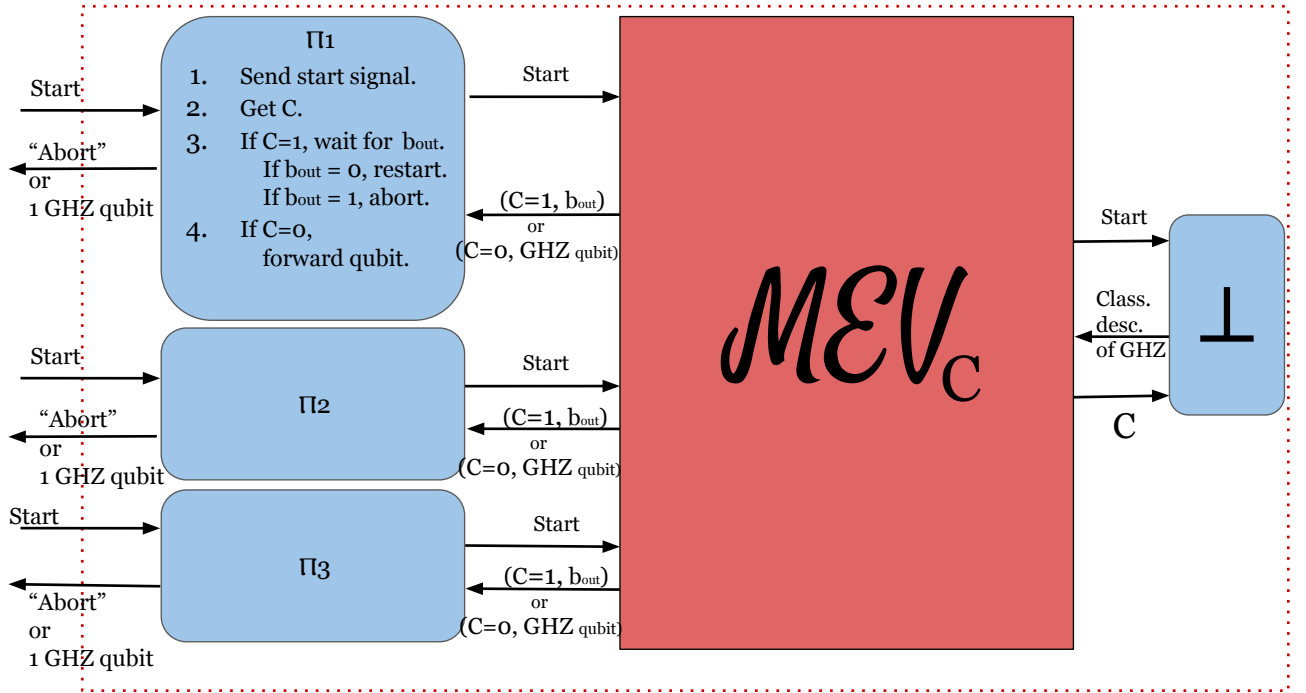 Π1
1. Send start signal.
2. Get C.
3. If C=1, wait for bout.
If bout = 0, restart.
If bout = 1, abort.
4. If C=0,
forward qubit.
Start
“Abort”
or
1 GHZ qubit
Start
(C=1, bout)
or
(C=0, GHZ qubit)
MEVC
Start
Class.
desc.
of GHZ
C
⊥
Start
“Abort”
or
1 GHZ qubit
Π2
Start
(C=1, bout)
or
(C=0, GHZ qubit)
Start
“Abort”
or
1 GHZ qubit
Π3
Start
(C=1, bout)
or
(C=0, GHZ qubit)